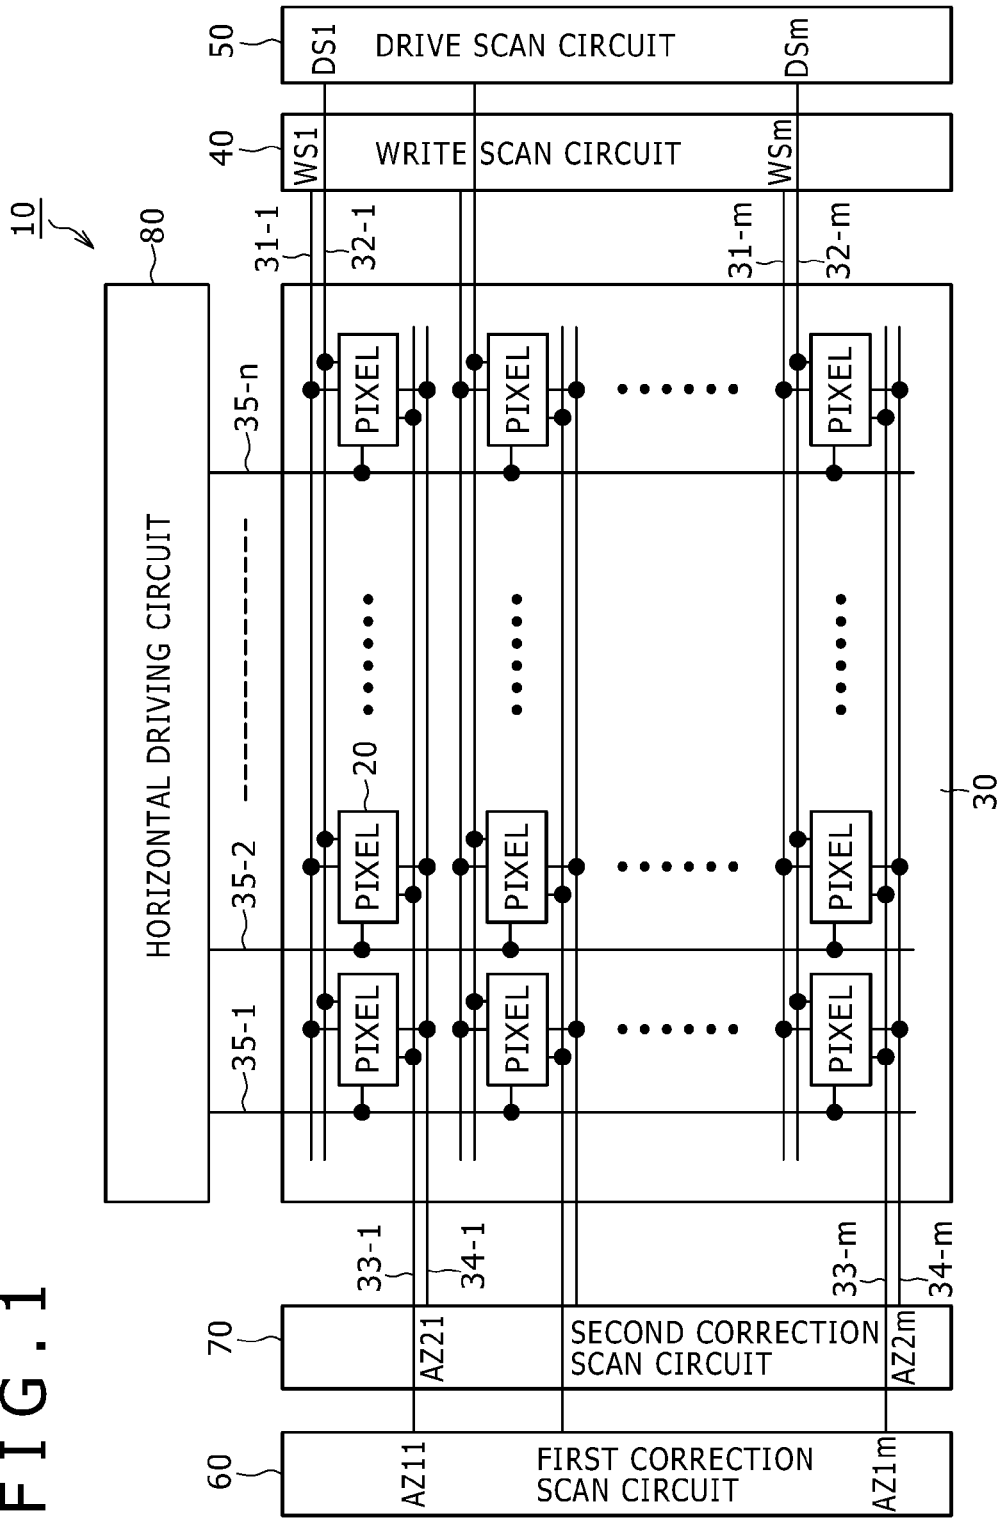 FIG.1
10
80
HORIZONTAL DRIVING CIRCUIT
60
70
35-1
35-2
35-n
40
50
FIRST CORRECTION
SCAN CIRCUIT
AZ11
AZ1m
SECOND CORRECTION
SCAN CIRCUIT
AZ21
AZ2m
33-1
34-1
33-m
34-m
PIXEL
PIXEL
20
PIXEL
PIXEL
PIXEL
PIXEL
PIXEL
PIXEL
PIXEL
30
31-1
32-1
31-m
32-m
WS1
WRITE SCAN CIRCUIT
WSm
DS1
DRIVE SCAN CIRCUIT
DSm